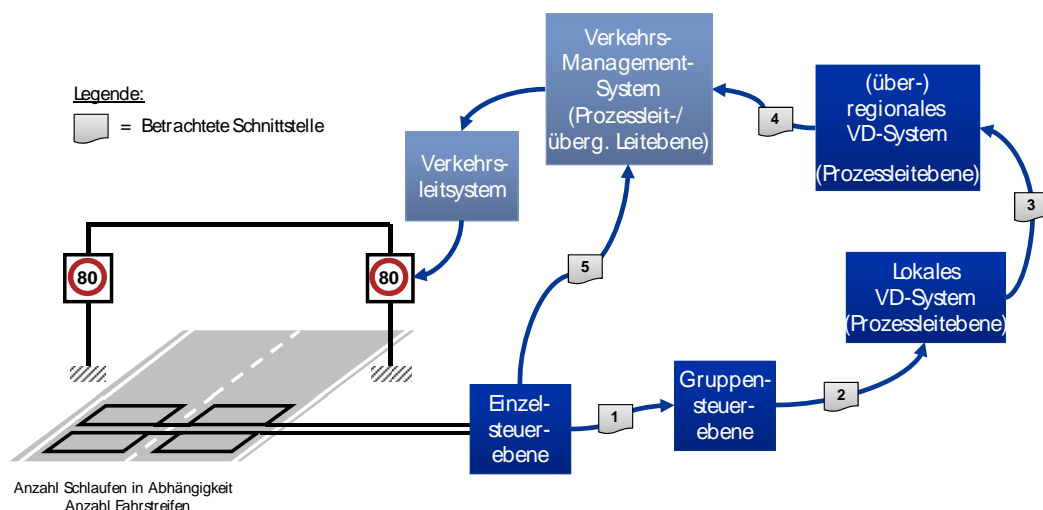 Legende:
= Betrachtete Schnittstelle
Verkehrs-
Management-
System
(Prozessleit-/
überg. Leitebene)
(über-)
regionales
VD-System
(Prozessleitebene)
4
Verkehrs-
leitsystem
3
80
80
5
Lokales
VD-System
(Prozessleitebene)
Einzel-
steuer-
ebene
1
Gruppen-
steuer-
ebene
2
Anzahl Schlaufen in Abhängigkeit
Anzahl Fahrstreifen